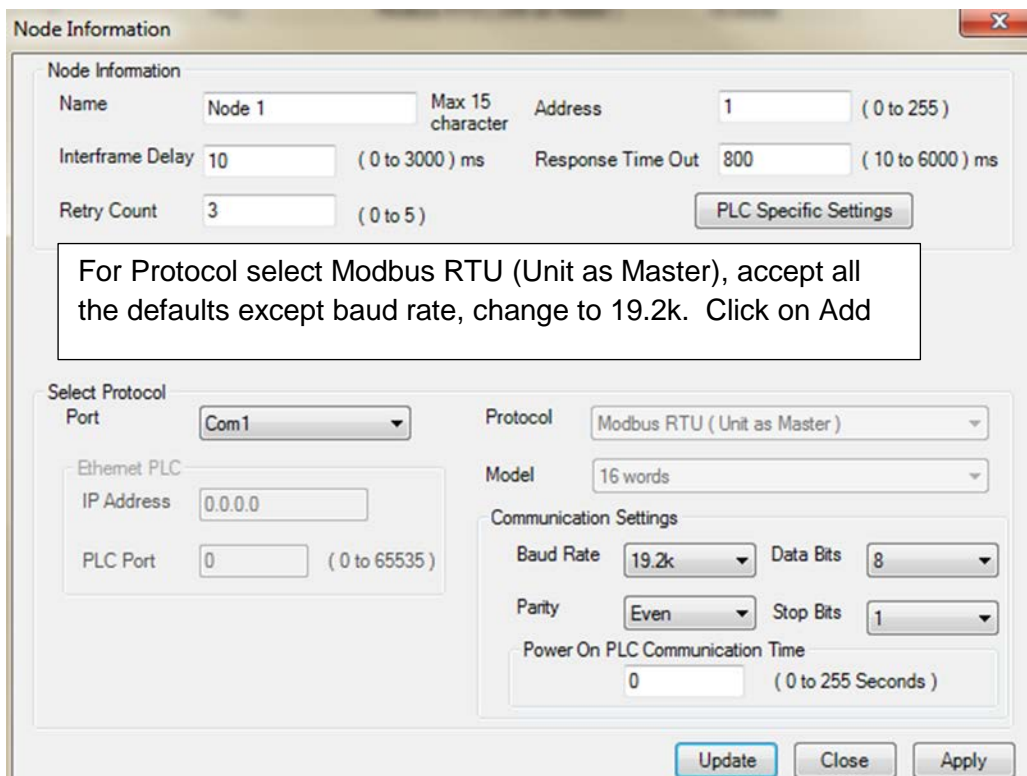 Node Information
Node Information
Name
Node 1
Max 15
character
Address
1
( 0 to 255 )
Interframe Delay
10
( 0 to 3000 ) ms
Response Time Out
800
( 10 to 6000 ) ms
Retry Count
3
( 0 to 5 )
PLC Specific Settings
For Protocol select Modbus RTU (Unit as Master), accept all
the defaults except baud rate, change to 19.2k.  Click on Add
Select Protocol
Port
Com1
Protocol
Modbus RTU ( Unit as Master )
Ethernet PLC
IP Address
0.0.0.0
PLC Port
0
( 0 to 65535 )
Model
16 words
Communication Settings
Baud Rate
19.2k
Data Bits
8
Parity
Even
Stop Bits
1
Power On PLC Communication Time
0
( 0 to 255 Seconds )
Update
Close
Apply